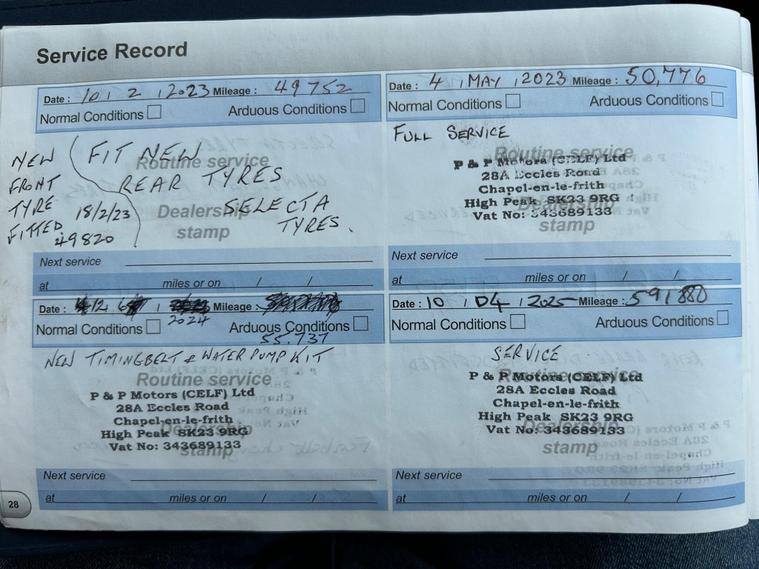 Service Record
Date : 10 / 2 / 2023 Mileage : 49752
Normal Conditions Arduous Conditions
NEW
FRONT
TYRE
FITTED
18/2/23
49820
FIT NEW
REAR TYRES
SELECTA
TYRES.
Routine service
Dealership
stamp
Next service
at miles or on / /
Date : 4 / MAY / 2023 Mileage : 50,776
Normal Conditions Arduous Conditions
FULL SERVICE
Routine service
P & P Motors (CELF) Ltd
28A Eccles Road
Chapel-en-le-frith
High Peak SK23 9RG
Vat No: 343689133
Dealership
stamp
Next service
at miles or on / /
Date : 2024 Mileage :
Normal Conditions Arduous Conditions
55,737
NEW TIMING BELT & WATER PUMP KIT
Routine service
P & P Motors (CELF) Ltd
28A Eccles Road
Chapel-en-le-frith
High Peak SK23 9RG
Vat No: 343689133
Dealership
stamp
Next service
at miles or on / /
Date : 10 / 04 / 2025 Mileage :
Normal Conditions Arduous Conditions
SERVICE
Routine service
P & P Motors (CELF) Ltd
28A Eccles Road
Chapel-en-le-frith
High Peak SK23 9RG
Vat No: 343689133
Dealership
stamp
Next service
at miles or on / /
28